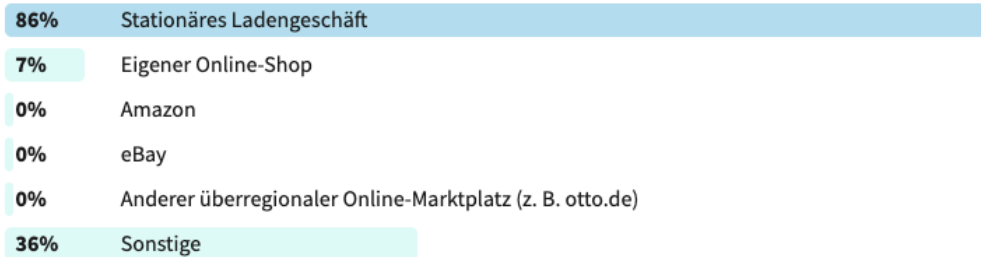 86% Stationäres Ladengeschäft
7% Eigener Online-Shop
0% Amazon
0% eBay
0% Anderer überregionaler Online-Marktplatz (z. B. otto.de)
36% Sonstige